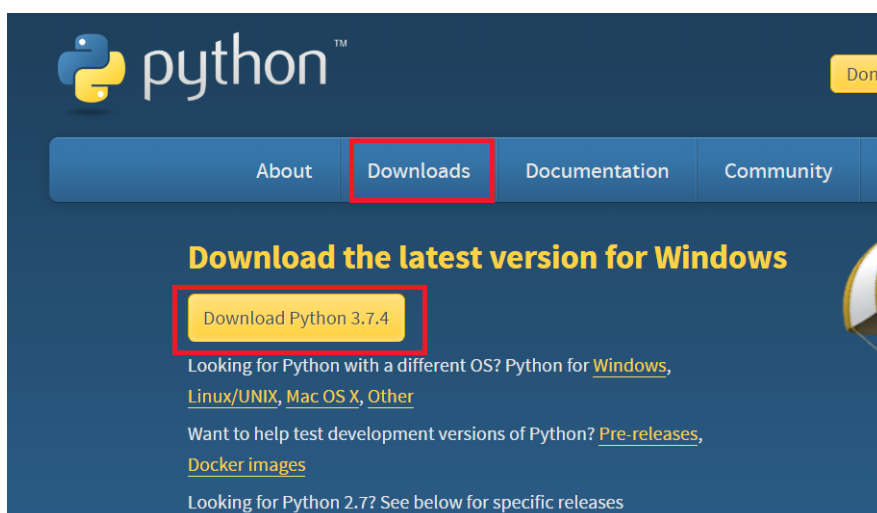 python™
Don
About Downloads Documentation Community
Download the latest version for Windows
Download Python 3.7.4
Looking for Python with a different OS? Python for Windows,
Linux/UNIX, Mac OS X, Other
Want to help test development versions of Python? Pre-releases,
Docker images
Looking for Python 2.7? See below for specific releases